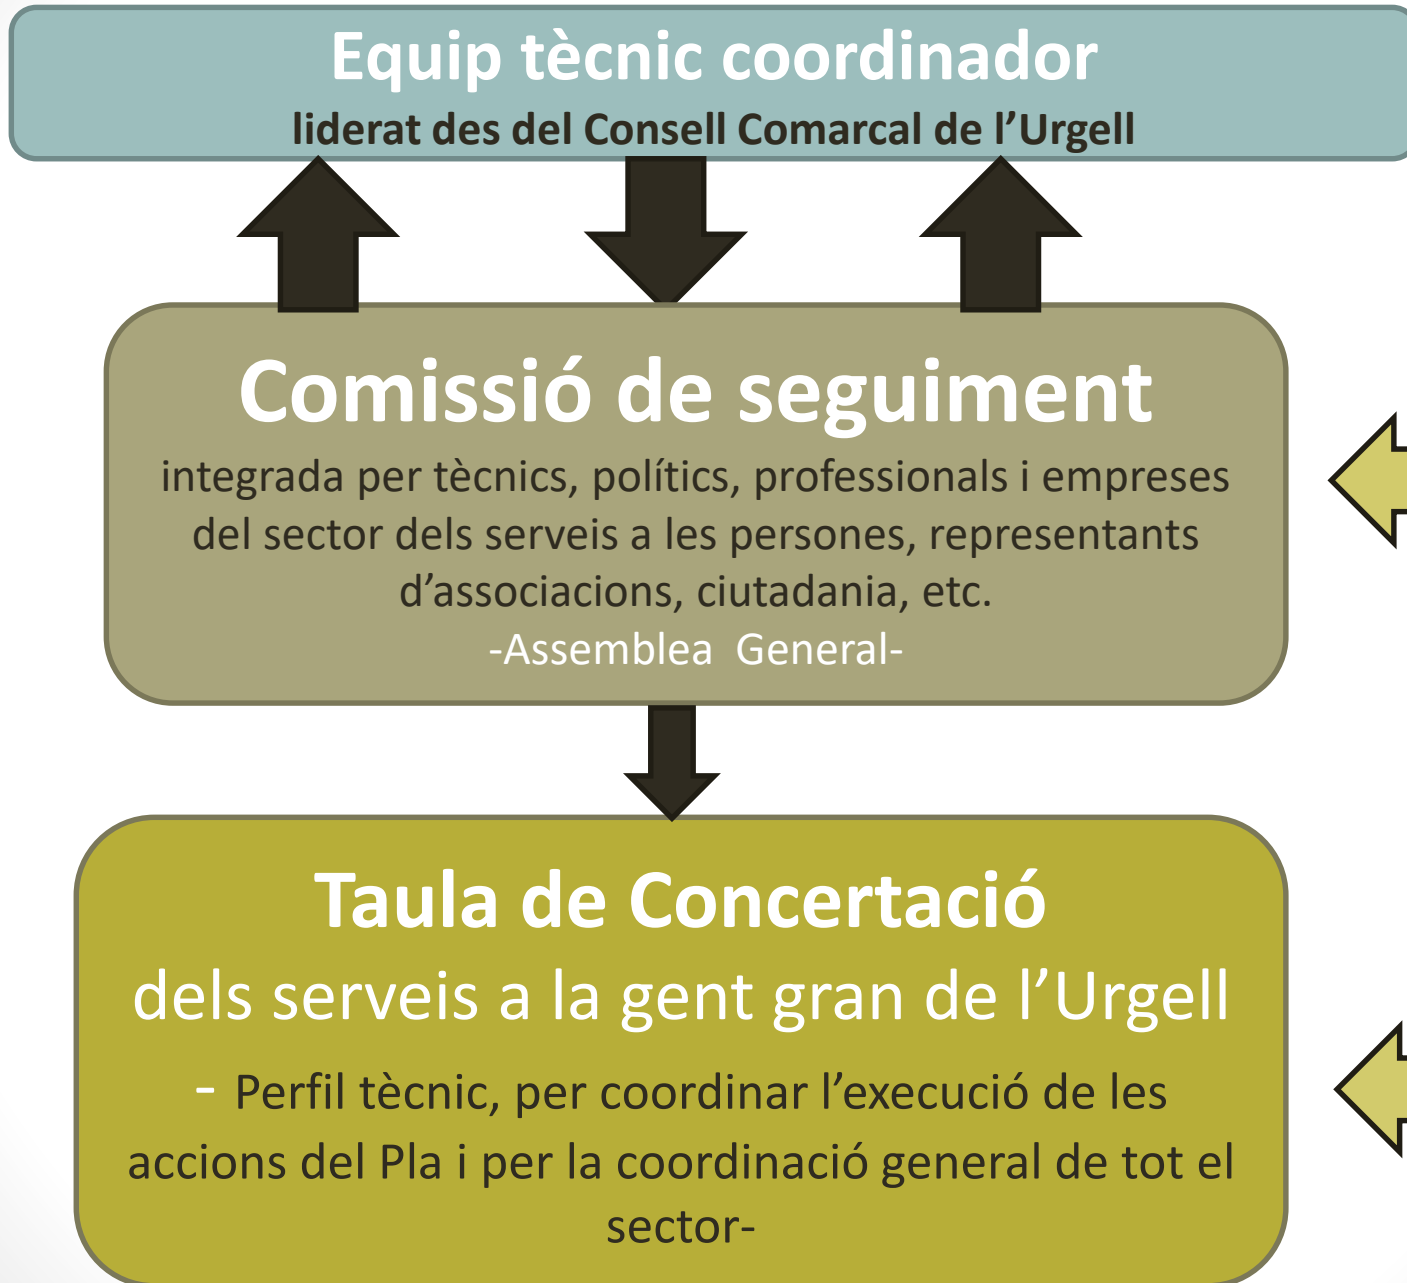 Equip tècnic coordinador
liderat des del Consell Comarcal de l’Urgell
Comissió de seguiment
integrada per tècnics, polítics, professionals i empreses
del sector dels serveis a les persones, representants
d’associacions, ciutadania, etc.
-Assemblea  General-
Taula de Concertació
dels serveis a la gent gran de l’Urgell
- Perfil tècnic, per coordinar l’execució de les
accions del Pla i per la coordinació general de tot el
sector-